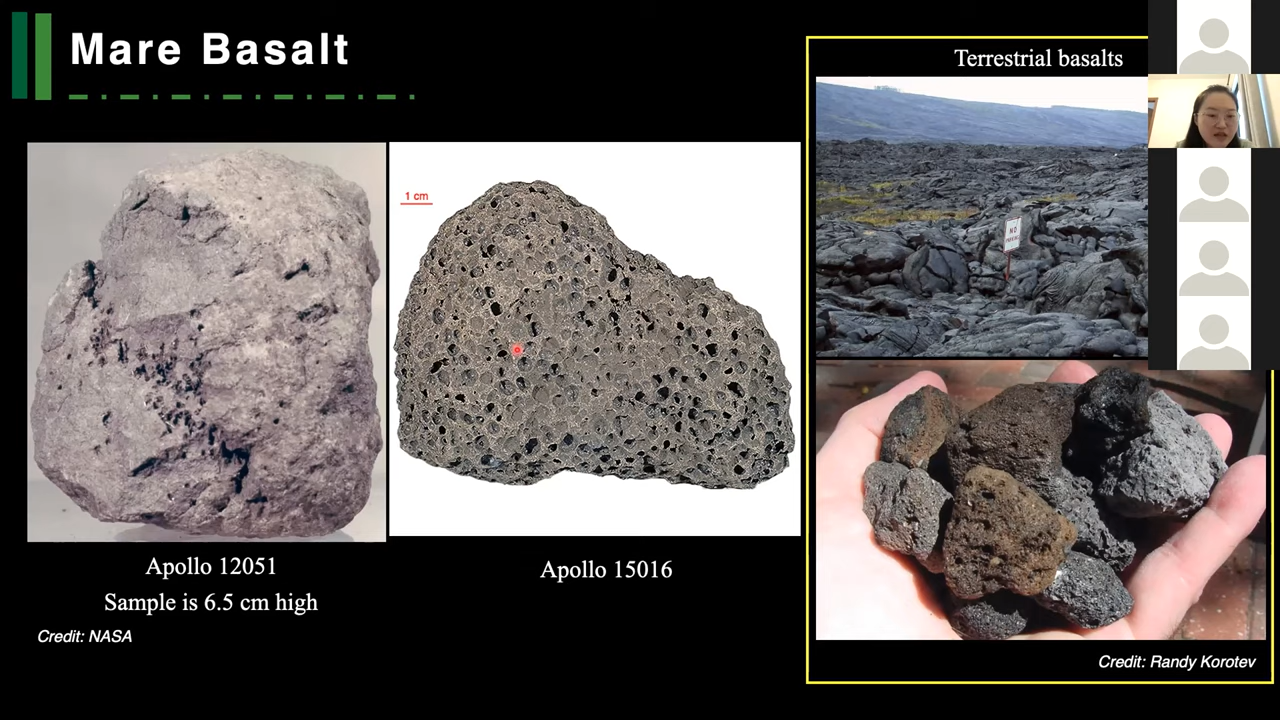 Mare Basalt
1 cm
Apollo 12051
Sample is 6.5 cm high
Credit: NASA
Apollo 15016
Terrestrial basalts
NO
Credit: Randy Korotev